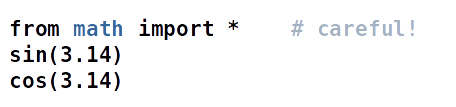 from math import *    # careful!
sin(3.14)
cos(3.14)